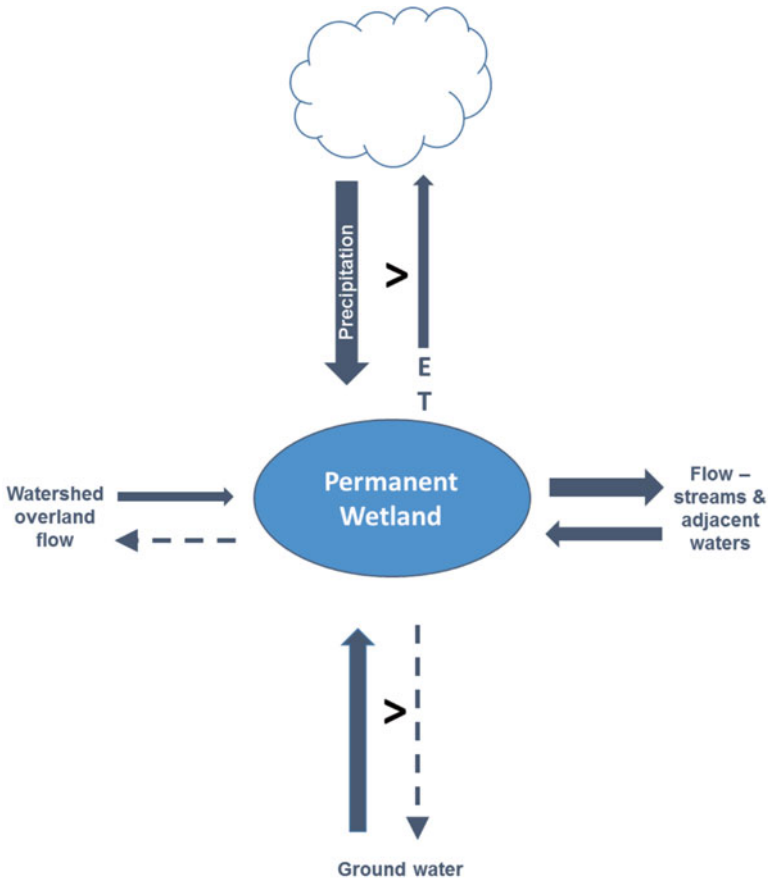 Precipitation
>
E
T
Permanent
Wetland
Watershed
overland
flow
Flow –
streams &
adjacent
waters
>
Ground water